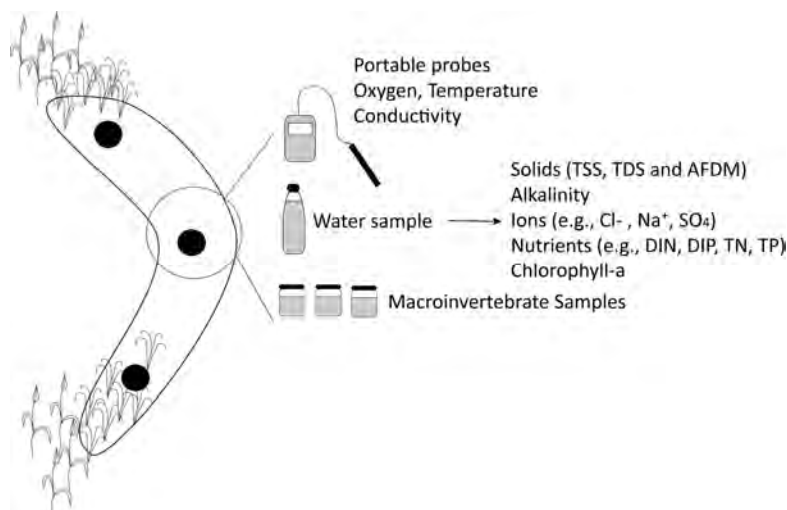 Portable probes
Oxygen, Temperature
Conductivity
Solids (TSS, TDS and AFDM)
Alkalinity
Water sample
Ions (e.g., Cl- , Na⁺, SO₄)
Nutrients (e.g., DIN, DIP, TN, TP)
Chlorophyll-a
Macroinvertebrate Samples